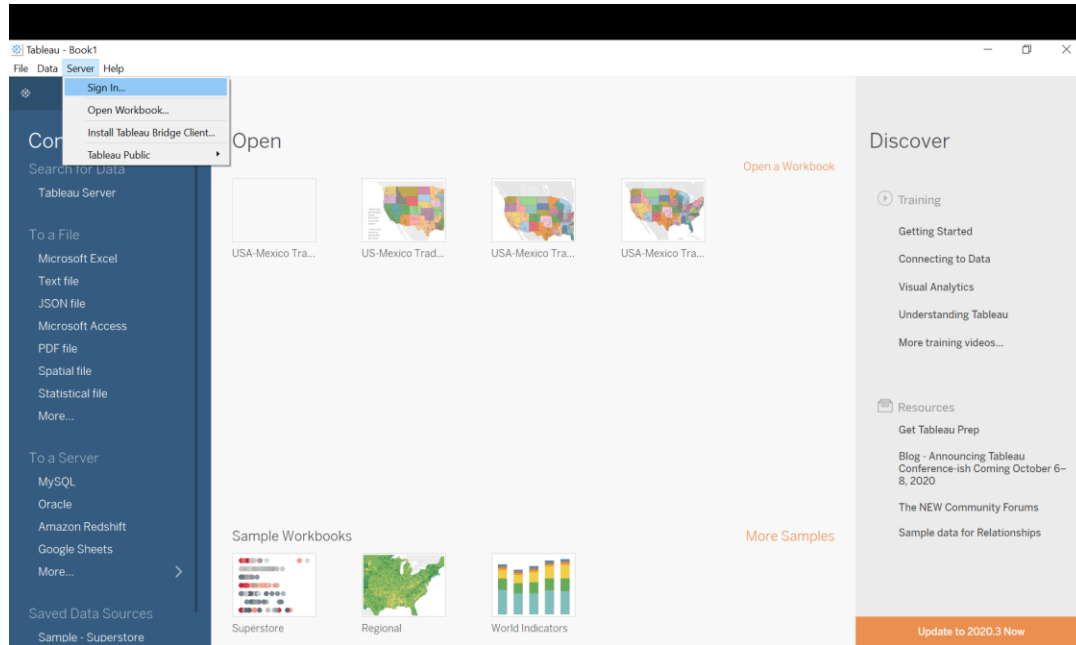 Tableau - Book1
File Data Server Help
Sign In...
Open Workbook...
Install Tableau Bridge Client...
Tableau Public
Con
Search for Data
Tableau Server
To a File
Microsoft Excel
Text file
JSON file
Microsoft Access
PDF file
Spatial file
Statistical file
More...
To a Server
MySQL
Oracle
Amazon Redshift
Google Sheets
More...
Saved Data Sources
Sample - Superstore
Open
Open a Workbook
USA-Mexico Tra...
US-Mexico Trad...
USA-Mexico Tra...
USA-Mexico Tra...
Sample Workbooks
More Samples
Superstore
Regional
World Indicators
Discover
Training
Getting Started
Connecting to Data
Visual Analytics
Understanding Tableau
More training videos...
Resources
Get Tableau Prep
Blog - Announcing Tableau
Conference-ish Coming October 6–
8, 2020
The NEW Community Forums
Sample data for Relationships
Update to 2020.3 Now